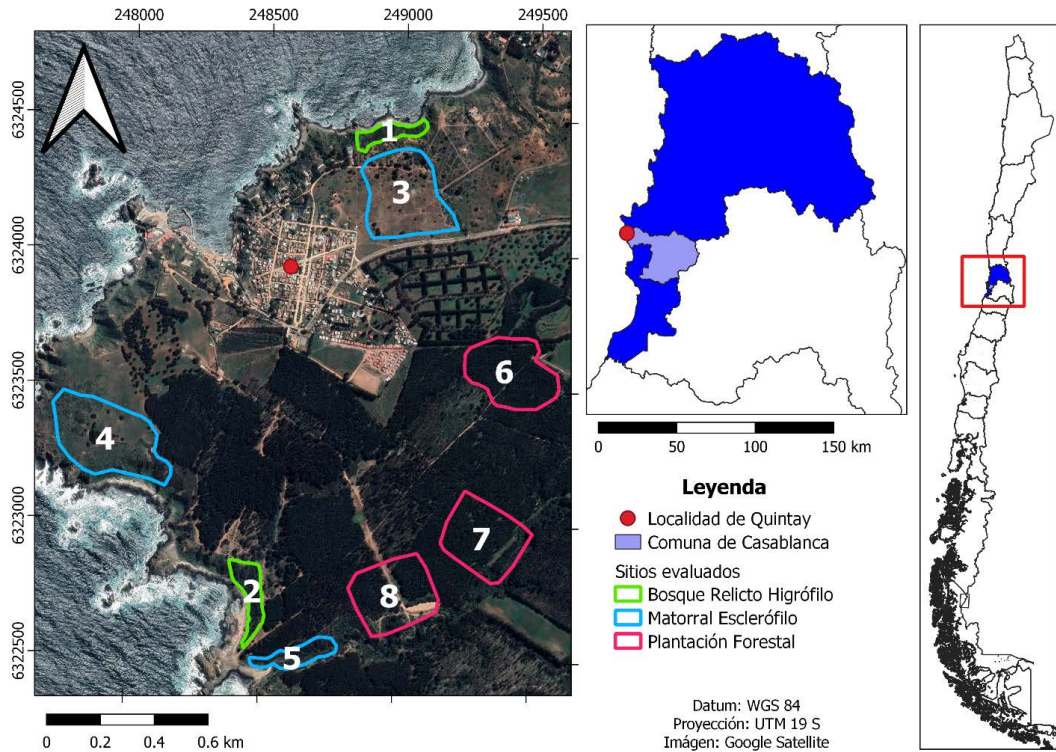 248000
248500
249000
249500
6324500
6324000
6323500
6323000
6322500
1
3
6
4
7
2
8
5
0 0.2 0.4 0.6 km
0 50 100 150 km
Leyenda
Localidad de Quintay
Comuna de Casablanca
Sitios evaluados
Bosque Relicto Higrófilo
Matorral Esclerófilo
Plantación Forestal
Datum: WGS 84
Proyección: UTM 19 S
Imágen: Google Satellite